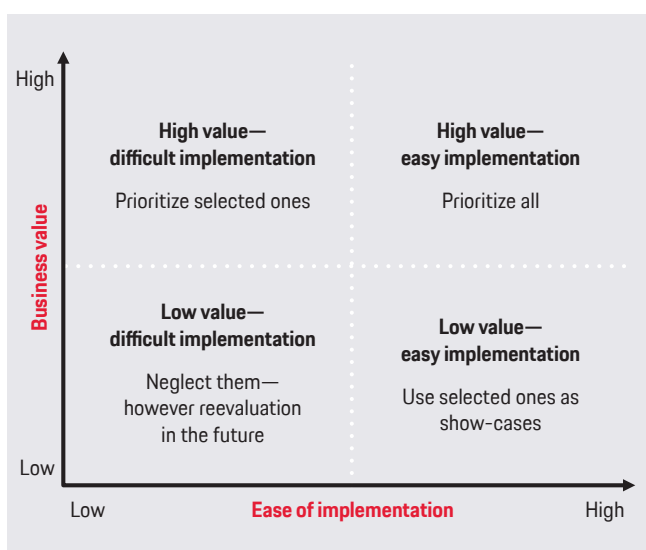 High
High value—
difficult implementation
Prioritize selected ones
High value—
easy implementation
Prioritize all
Business value
Low value—
difficult implementation
Neglect them—
however reevaluation
in the future
Low value—
easy implementation
Use selected ones as
show-cases
Low
Low
Ease of implementation
High